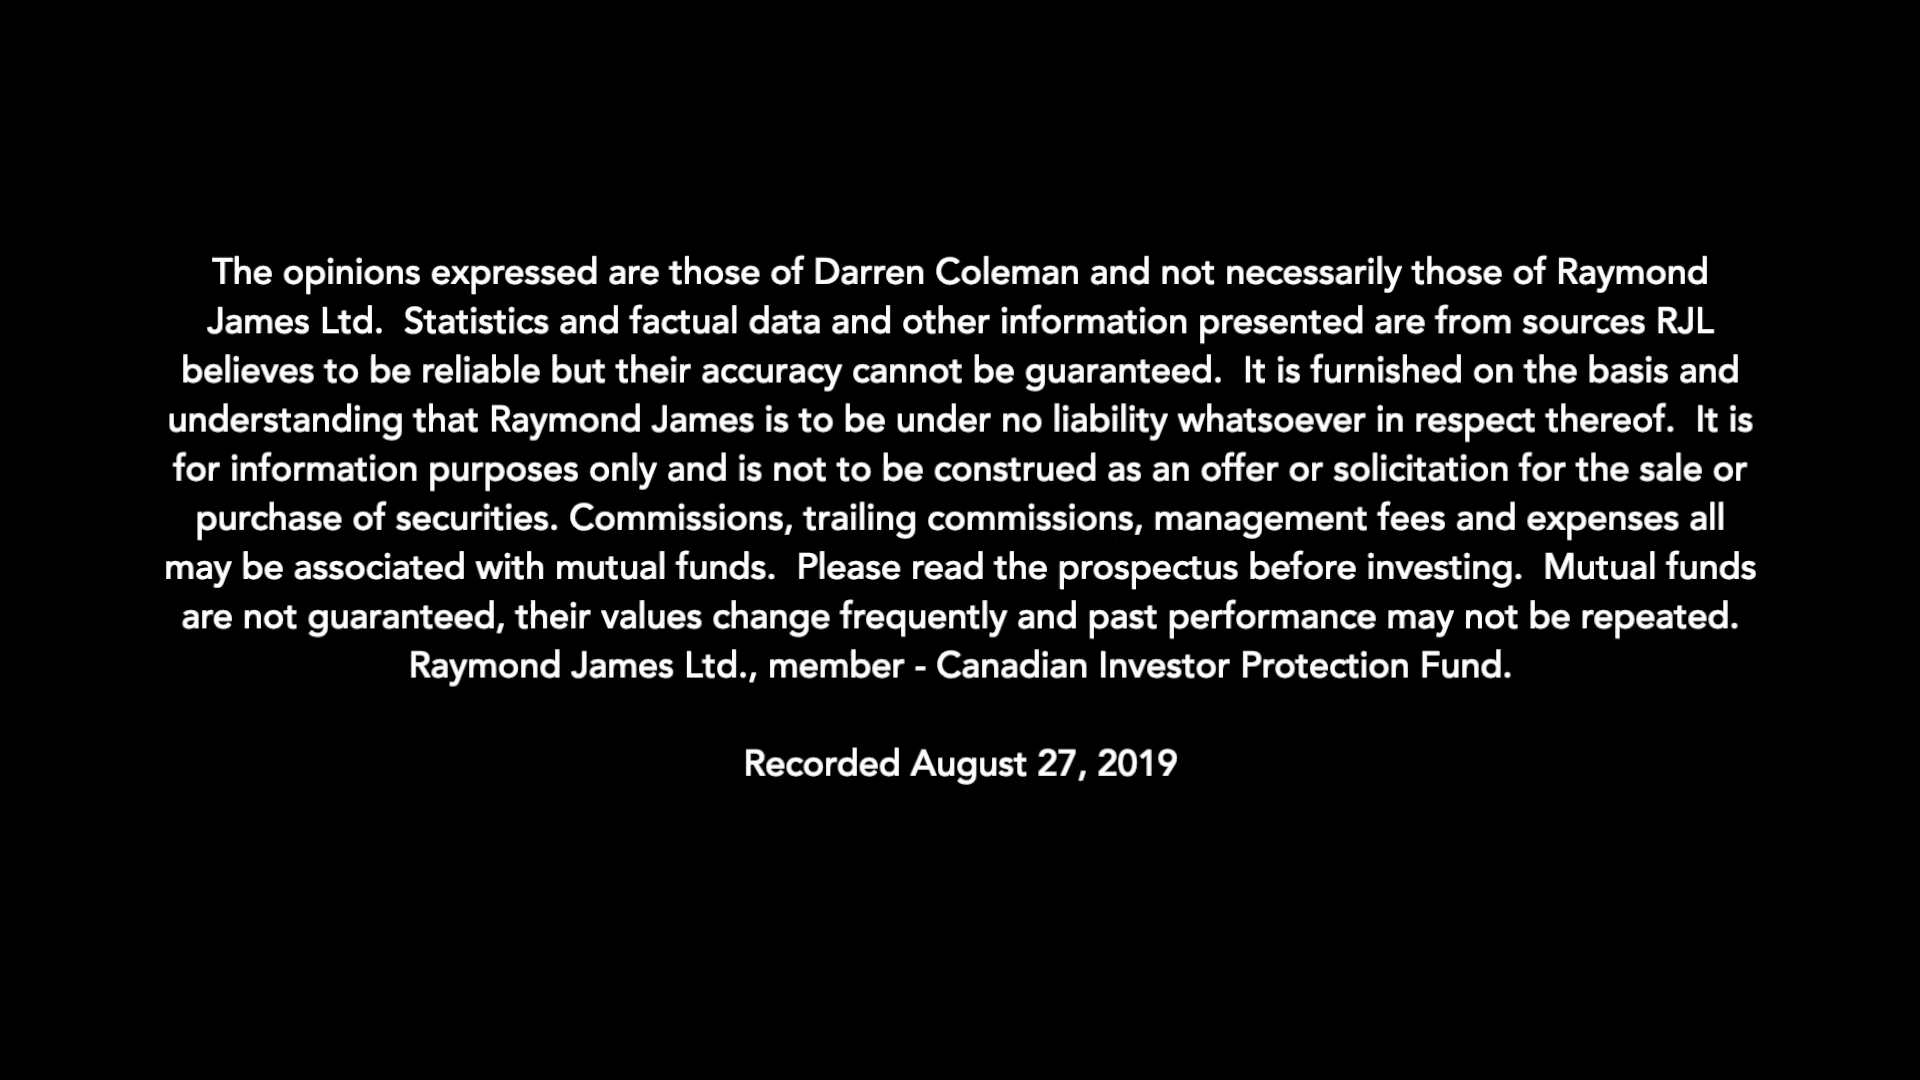 The opinions expressed are those of Darren Coleman and not necessarily those of Raymond
James Ltd.  Statistics and factual data and other information presented are from sources RJL
believes to be reliable but their accuracy cannot be guaranteed.  It is furnished on the basis and
understanding that Raymond James is to be under no liability whatsoever in respect thereof.  It is
for information purposes only and is not to be construed as an offer or solicitation for the sale or
purchase of securities. Commissions, trailing commissions, management fees and expenses all
may be associated with mutual funds.  Please read the prospectus before investing.  Mutual funds
are not guaranteed, their values change frequently and past performance may not be repeated.
Raymond James Ltd., member - Canadian Investor Protection Fund.
Recorded August 27, 2019